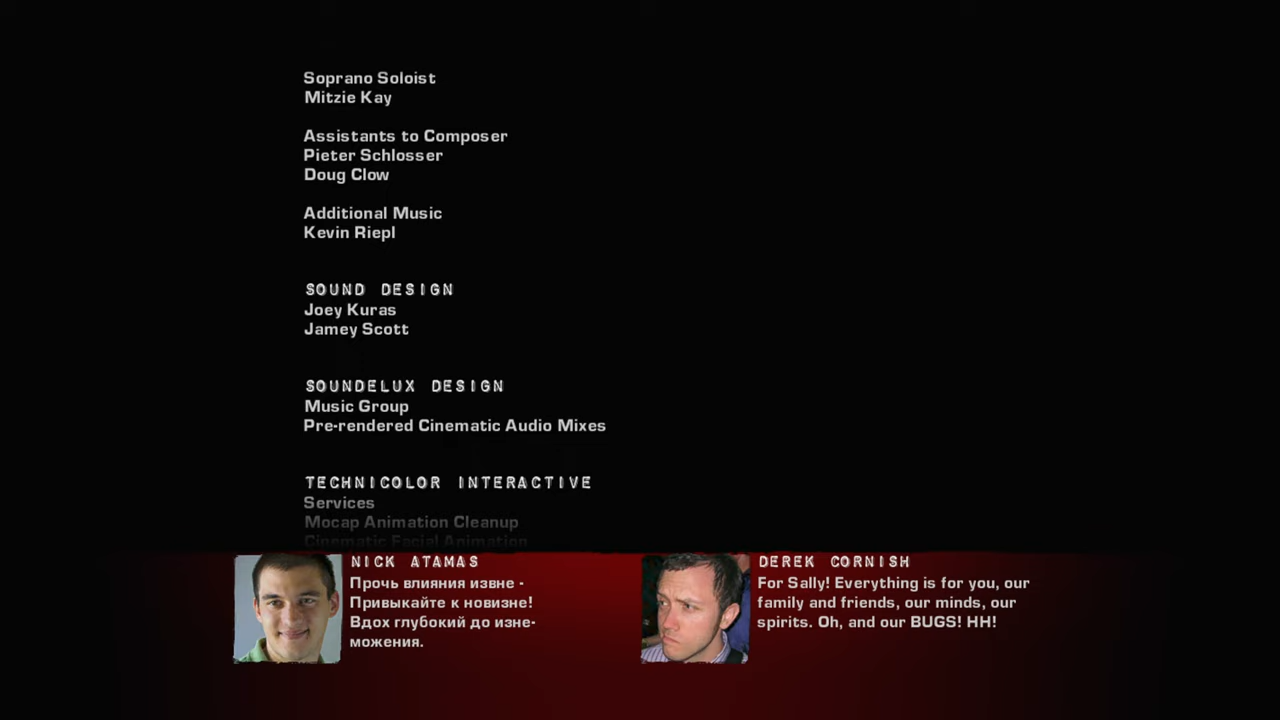 Soprano Soloist
Mitzie Kay
Assistants to Composer
Pieter Schlosser
Doug Clow
Additional Music
Kevin Riepl
SOUND DESIGN
Joey Kuras
Jamey Scott
SOUNDELUX DESIGN
Music Group
Pre-rendered Cinematic Audio Mixes
TECHNICOLOR INTERACTIVE
Services
Mocap Animation Cleanup
Cinematic Facial Animation
NICK ATAMAS
Прочь влияния извне -
Привыкайте к новизне!
Вдох глубокий до изне-
можения.
DEREK CORNISH
For Sally! Everything is for you, our
family and friends, our minds, our
spirits. Oh, and our BUGS! HH!